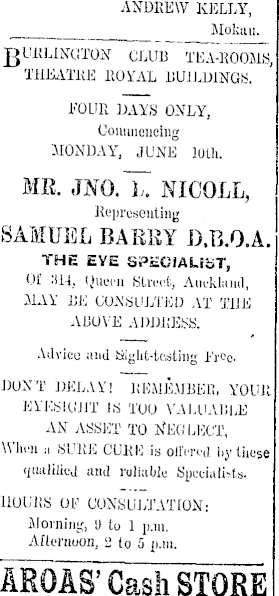 ANDREW KELLY,
Mokau.
BURLINGTON CLUB TEA-ROOMS,
THEATRE ROYAL BUILDINGS.
FOUR DAYS ONLY,
Commencing
MONDAY, JUNE 10th.
MR. JNO. L. NICOLL,
Representing
SAMUEL BARRY D.B.O.A.
THE EYE SPECIALIST,
Of 314, Queen Street, Auckland,
MAY BE CONSULTED AT THE
ABOVE ADDRESS.
Advice and Sight-testing Free.
DON'T DELAY! REMEMBER, YOUR
EYESIGHT IS TOO VALUABLE
AN ASSET TO NEGLECT,
When a SURE CURE is offered by these
qualified and reliable Specialists.
HOURS OF CONSULTATION:
Morning, 9 to 1 p.m.
Afternoon, 2 to 5 p.m.
AROAS' Cash STORE